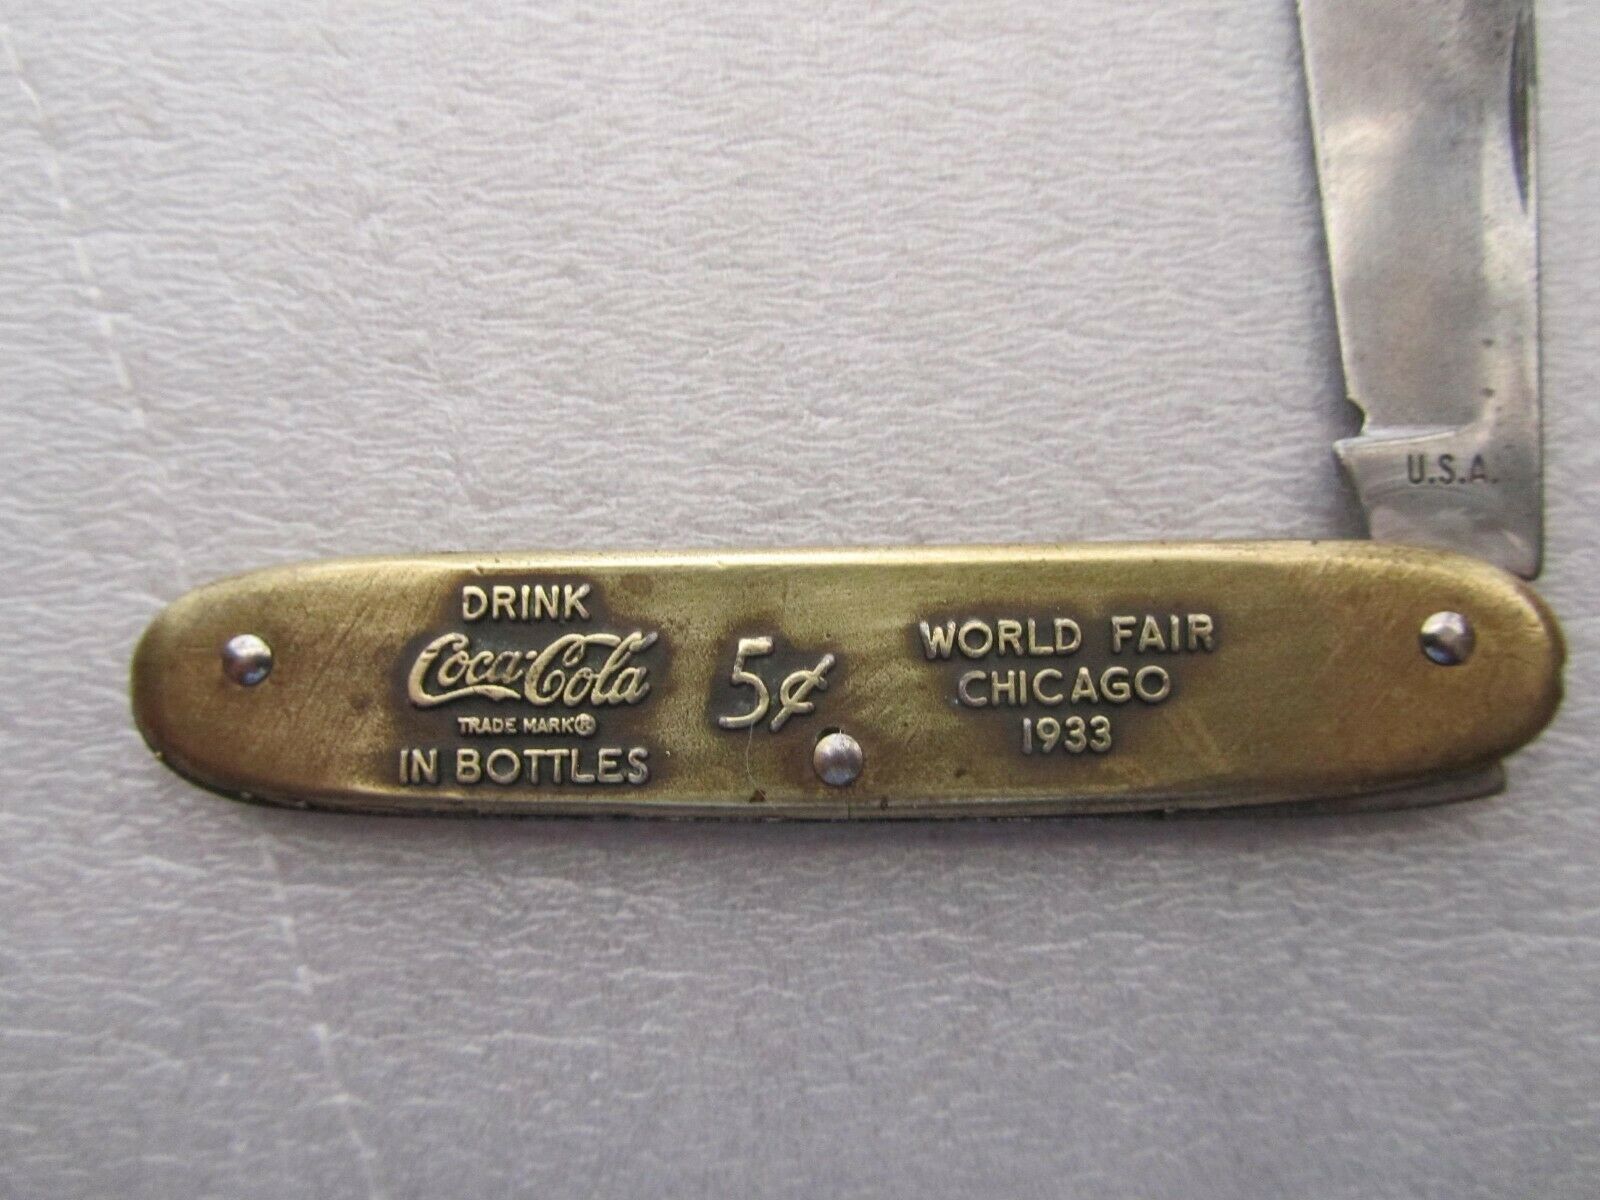 DRINK
Coca-Cola
TRADE MARK®
IN BOTTLES
5¢
WORLD FAIR
CHICAGO
1933
U.S.A.